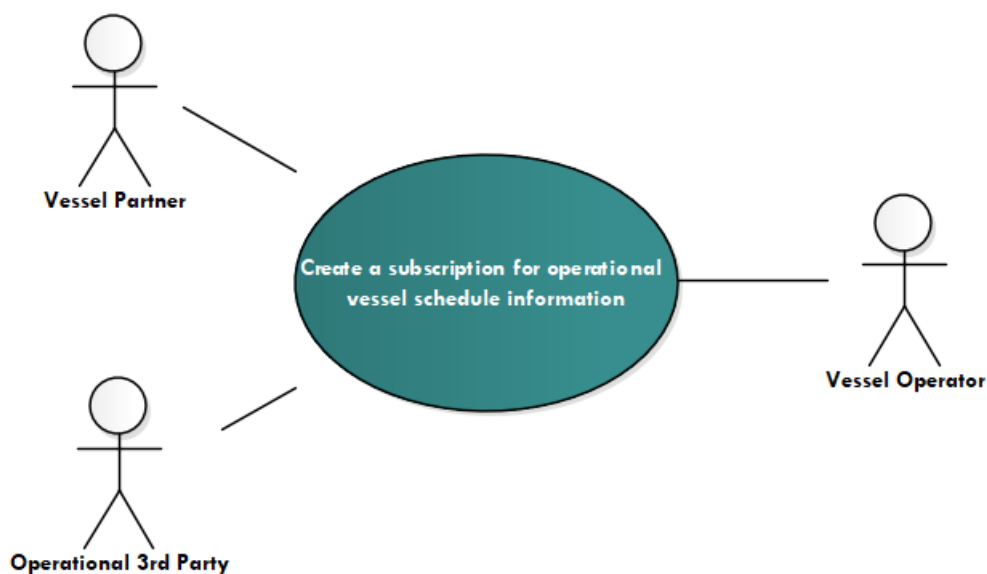 Vessel Partner
Create a subscription for operational
vessel schedule information
Vessel Operator
Operational 3rd Party